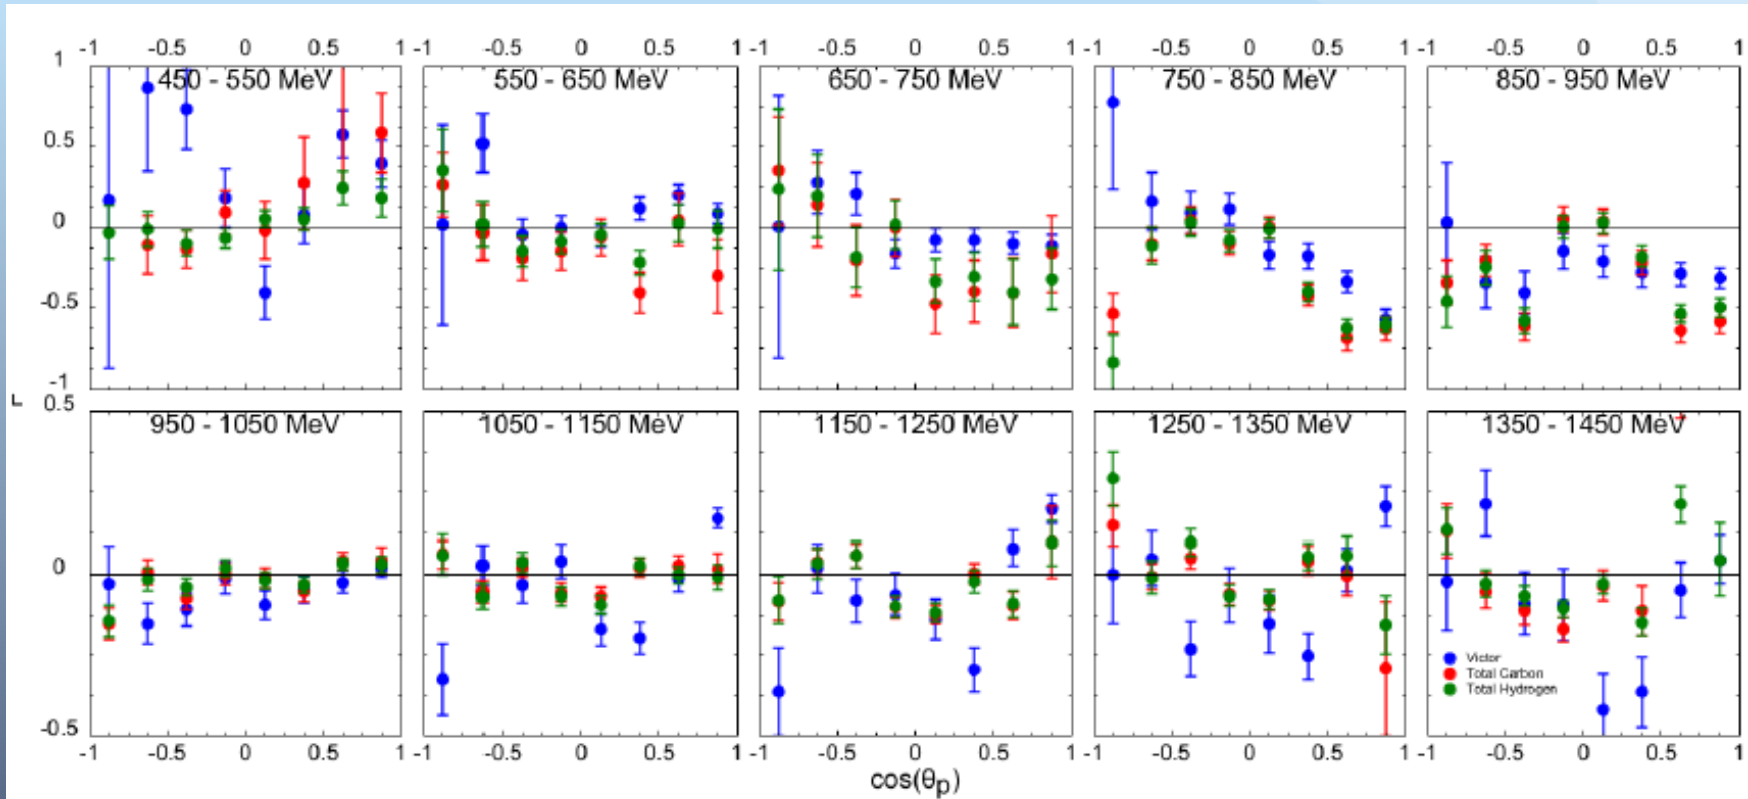 -1 -0.5 0 0.5 1 -1 -0.5 0 0.5 1 -1 -0.5 0 0.5 1 -1 -0.5 0 0.5 1 -1 -0.5 0 0.5 1
1
450 - 550 MeV 550 - 650 MeV 650 - 750 MeV 750 - 850 MeV 850 - 950 MeV
0.5
0
-0.5
-1
0.5
950 - 1050 MeV 1050 - 1150 MeV 1150 - 1250 MeV 1250 - 1350 MeV 1350 - 1450 MeV
0
Victor
Total Carbon
Total Hydrogen
-0.5
-1 -0.5 0 0.5 1 -1 -0.5 0 0.5 1 -1 -0.5 0 0.5 1 -1 -0.5 0 0.5 1 -1 -0.5 0 0.5 1
cos(θp)